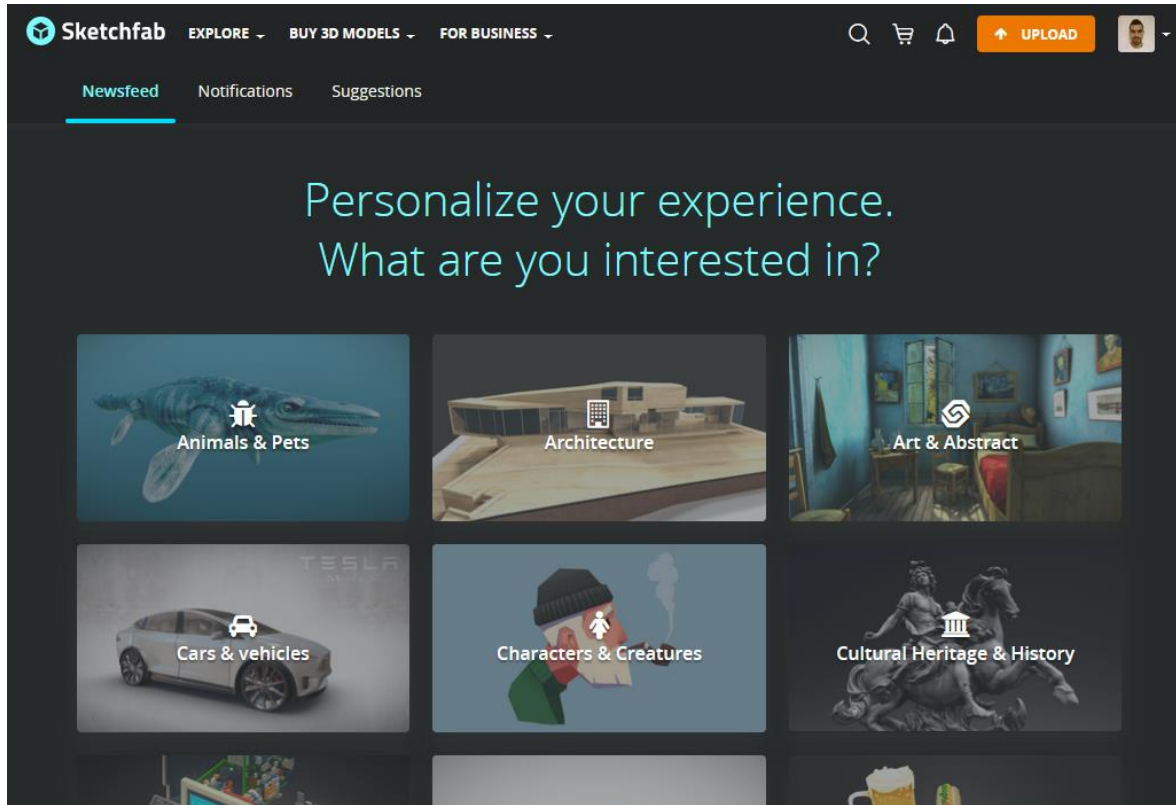 Sketchfab EXPLORE BUY 3D MODELS FOR BUSINESS UPLOAD
Newsfeed Notifications Suggestions
Personalize your experience.
What are you interested in?
Animals & Pets Architecture Art & Abstract
TESLA
Cars & vehicles Characters & Creatures Cultural Heritage & History